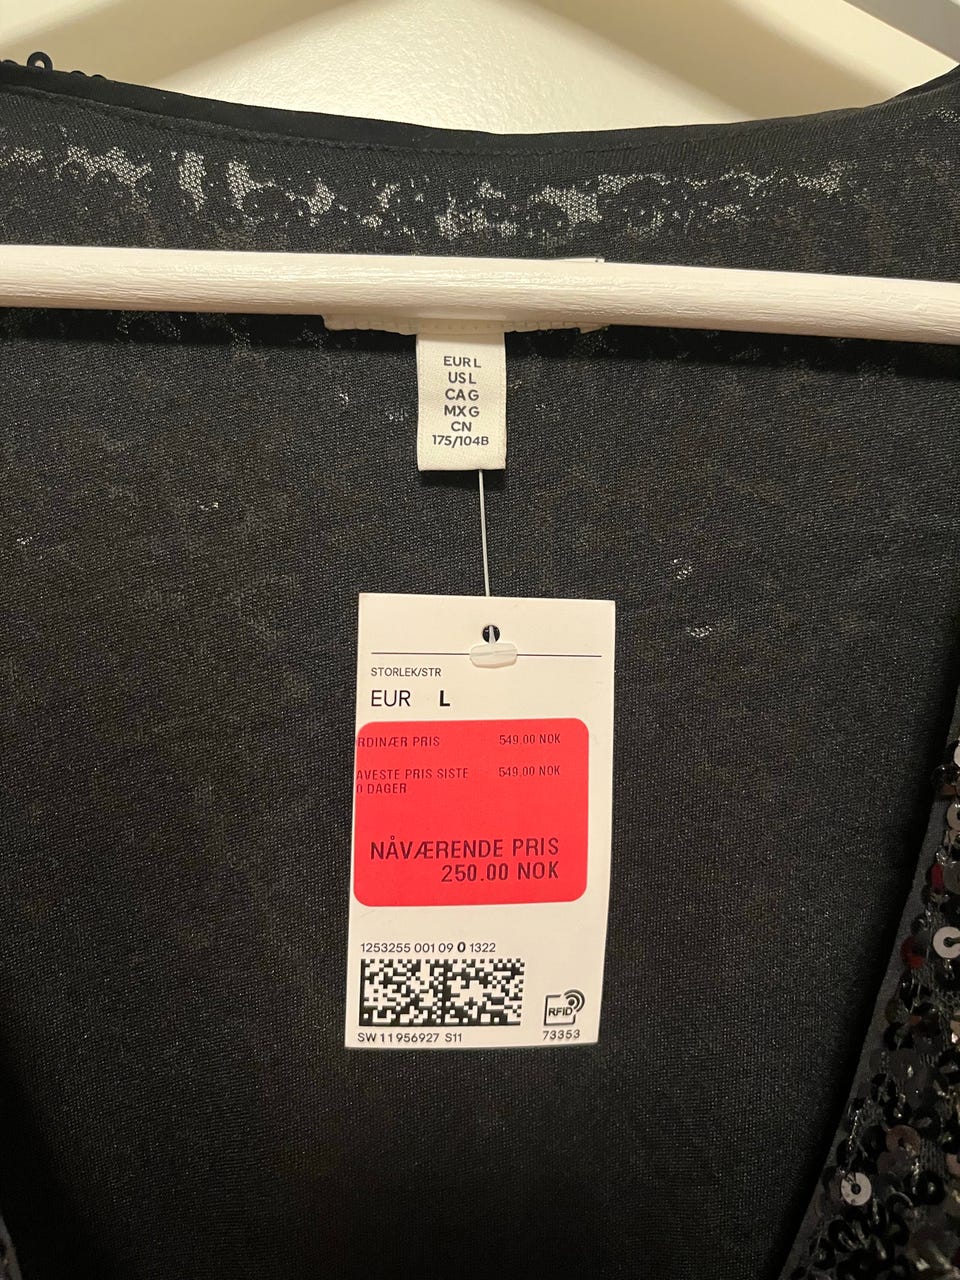 EUR L
US L
CA G
MX G
CN
175/104B
STORLEK/STR
EUR L
RDINÆR PRIS 549.00 NOK
AVESTE PRIS SISTE 549.00 NOK
0 DAGER
NÅVÆRENDE PRIS
250.00 NOK
1253255 001 09 0 1322
RFID
SW 11956927 S11 73353